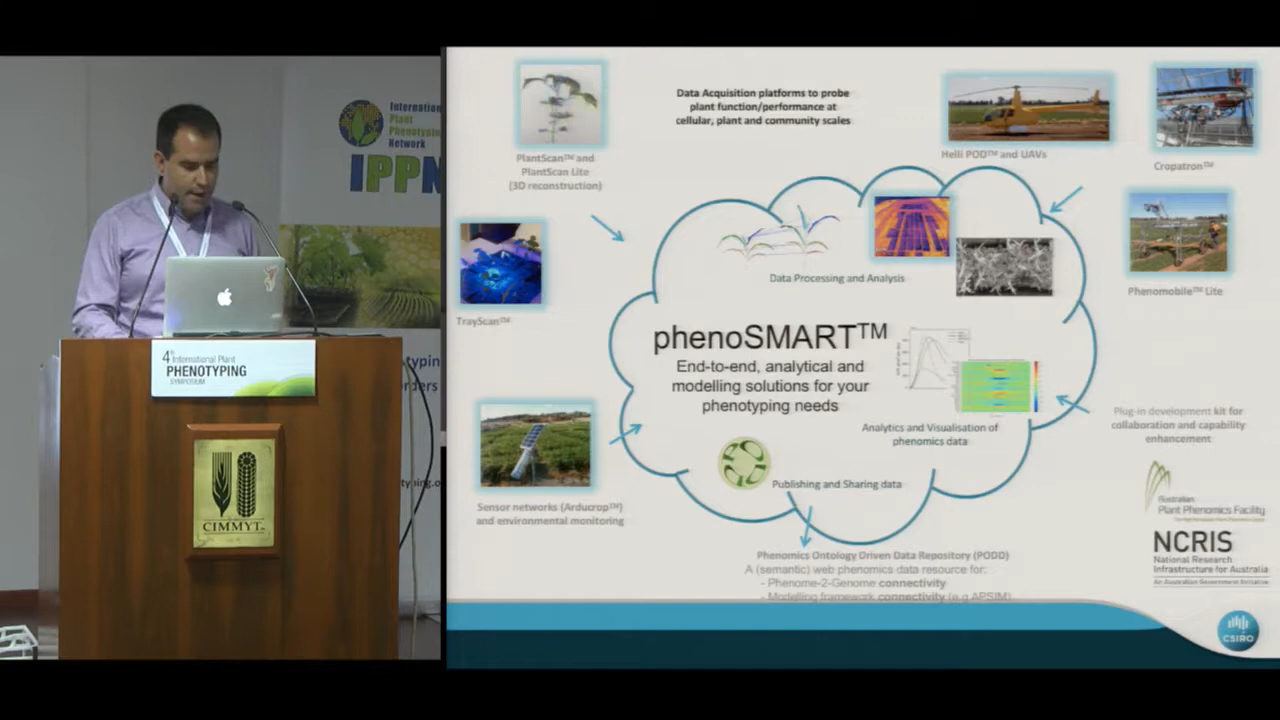 International
Plant
Phenotyping
Network
IPPN
4th International Plant
PHENOTYPING
SYMPOSIUM
CIMMYT
Data Acquisition platforms to probe
plant function/performance at
cellular, plant and community scales
PlantScan™ and
PlantScan Lite
(3D reconstruction)
Helli POD™ and UAVs
Cropatron™
TrayScan™
Phenomobile™ Lite
Data Processing and Analysis
phenoSMART™
End-to-end, analytical and
modelling solutions for your
phenotyping needs
Analytics and Visualisation of
phenomics data
Plug-in development kit for
collaboration and capability
enhancement
Publishing and Sharing data
Sensor networks (Arducrop™)
and environmental monitoring
Australian
Plant Phenomics Facility
NCRIS
National Research
Infrastructure for Australia
An Australian Government Initiative
Phenomics Ontology Driven Data Repository (PODD)
A (semantic) web phenomics data resource for:
- Phenome-2-Genome connectivity
- Modelling framework connectivity (e.g APSIM)
CSIRO